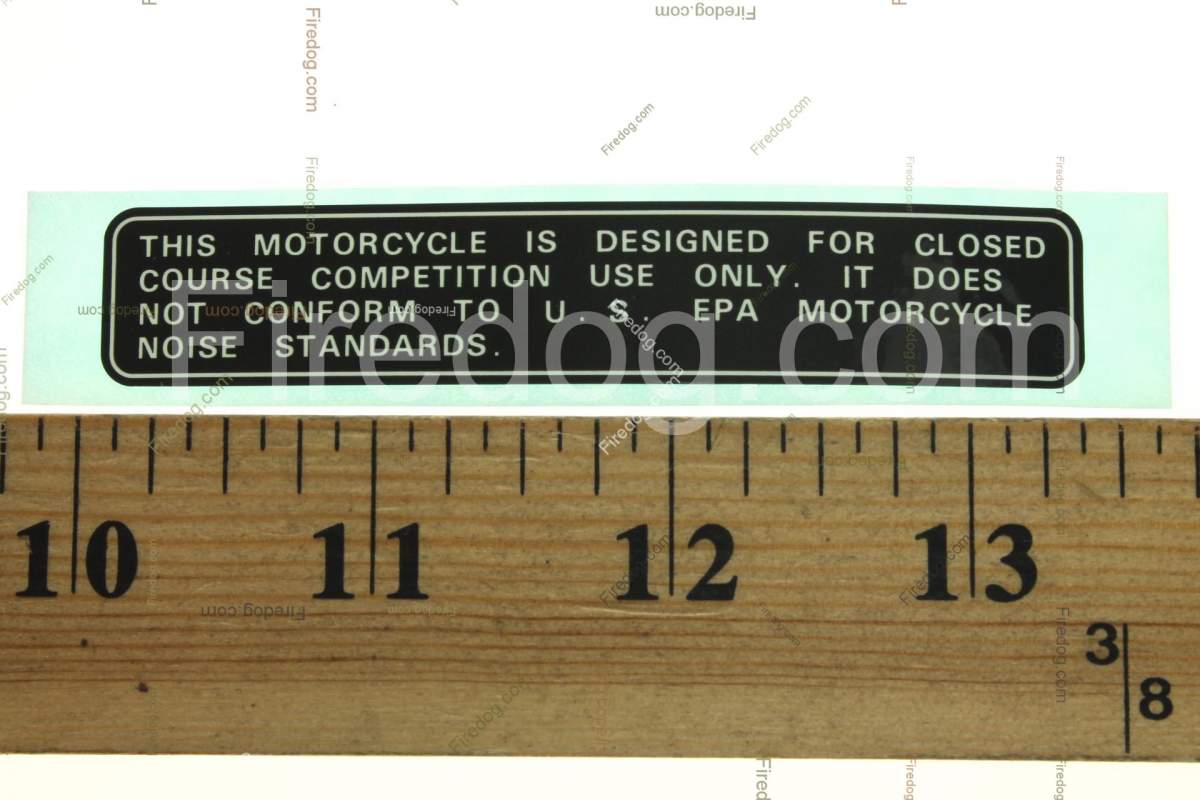 THIS MOTORCYCLE IS DESIGNED FOR CLOSED
COURSE COMPETITION USE ONLY. IT DOES
NOT CONFORM TO U.S. EPA MOTORCYCLE
NOISE STANDARDS.
Firedog.com
10 11 12 13
3
8